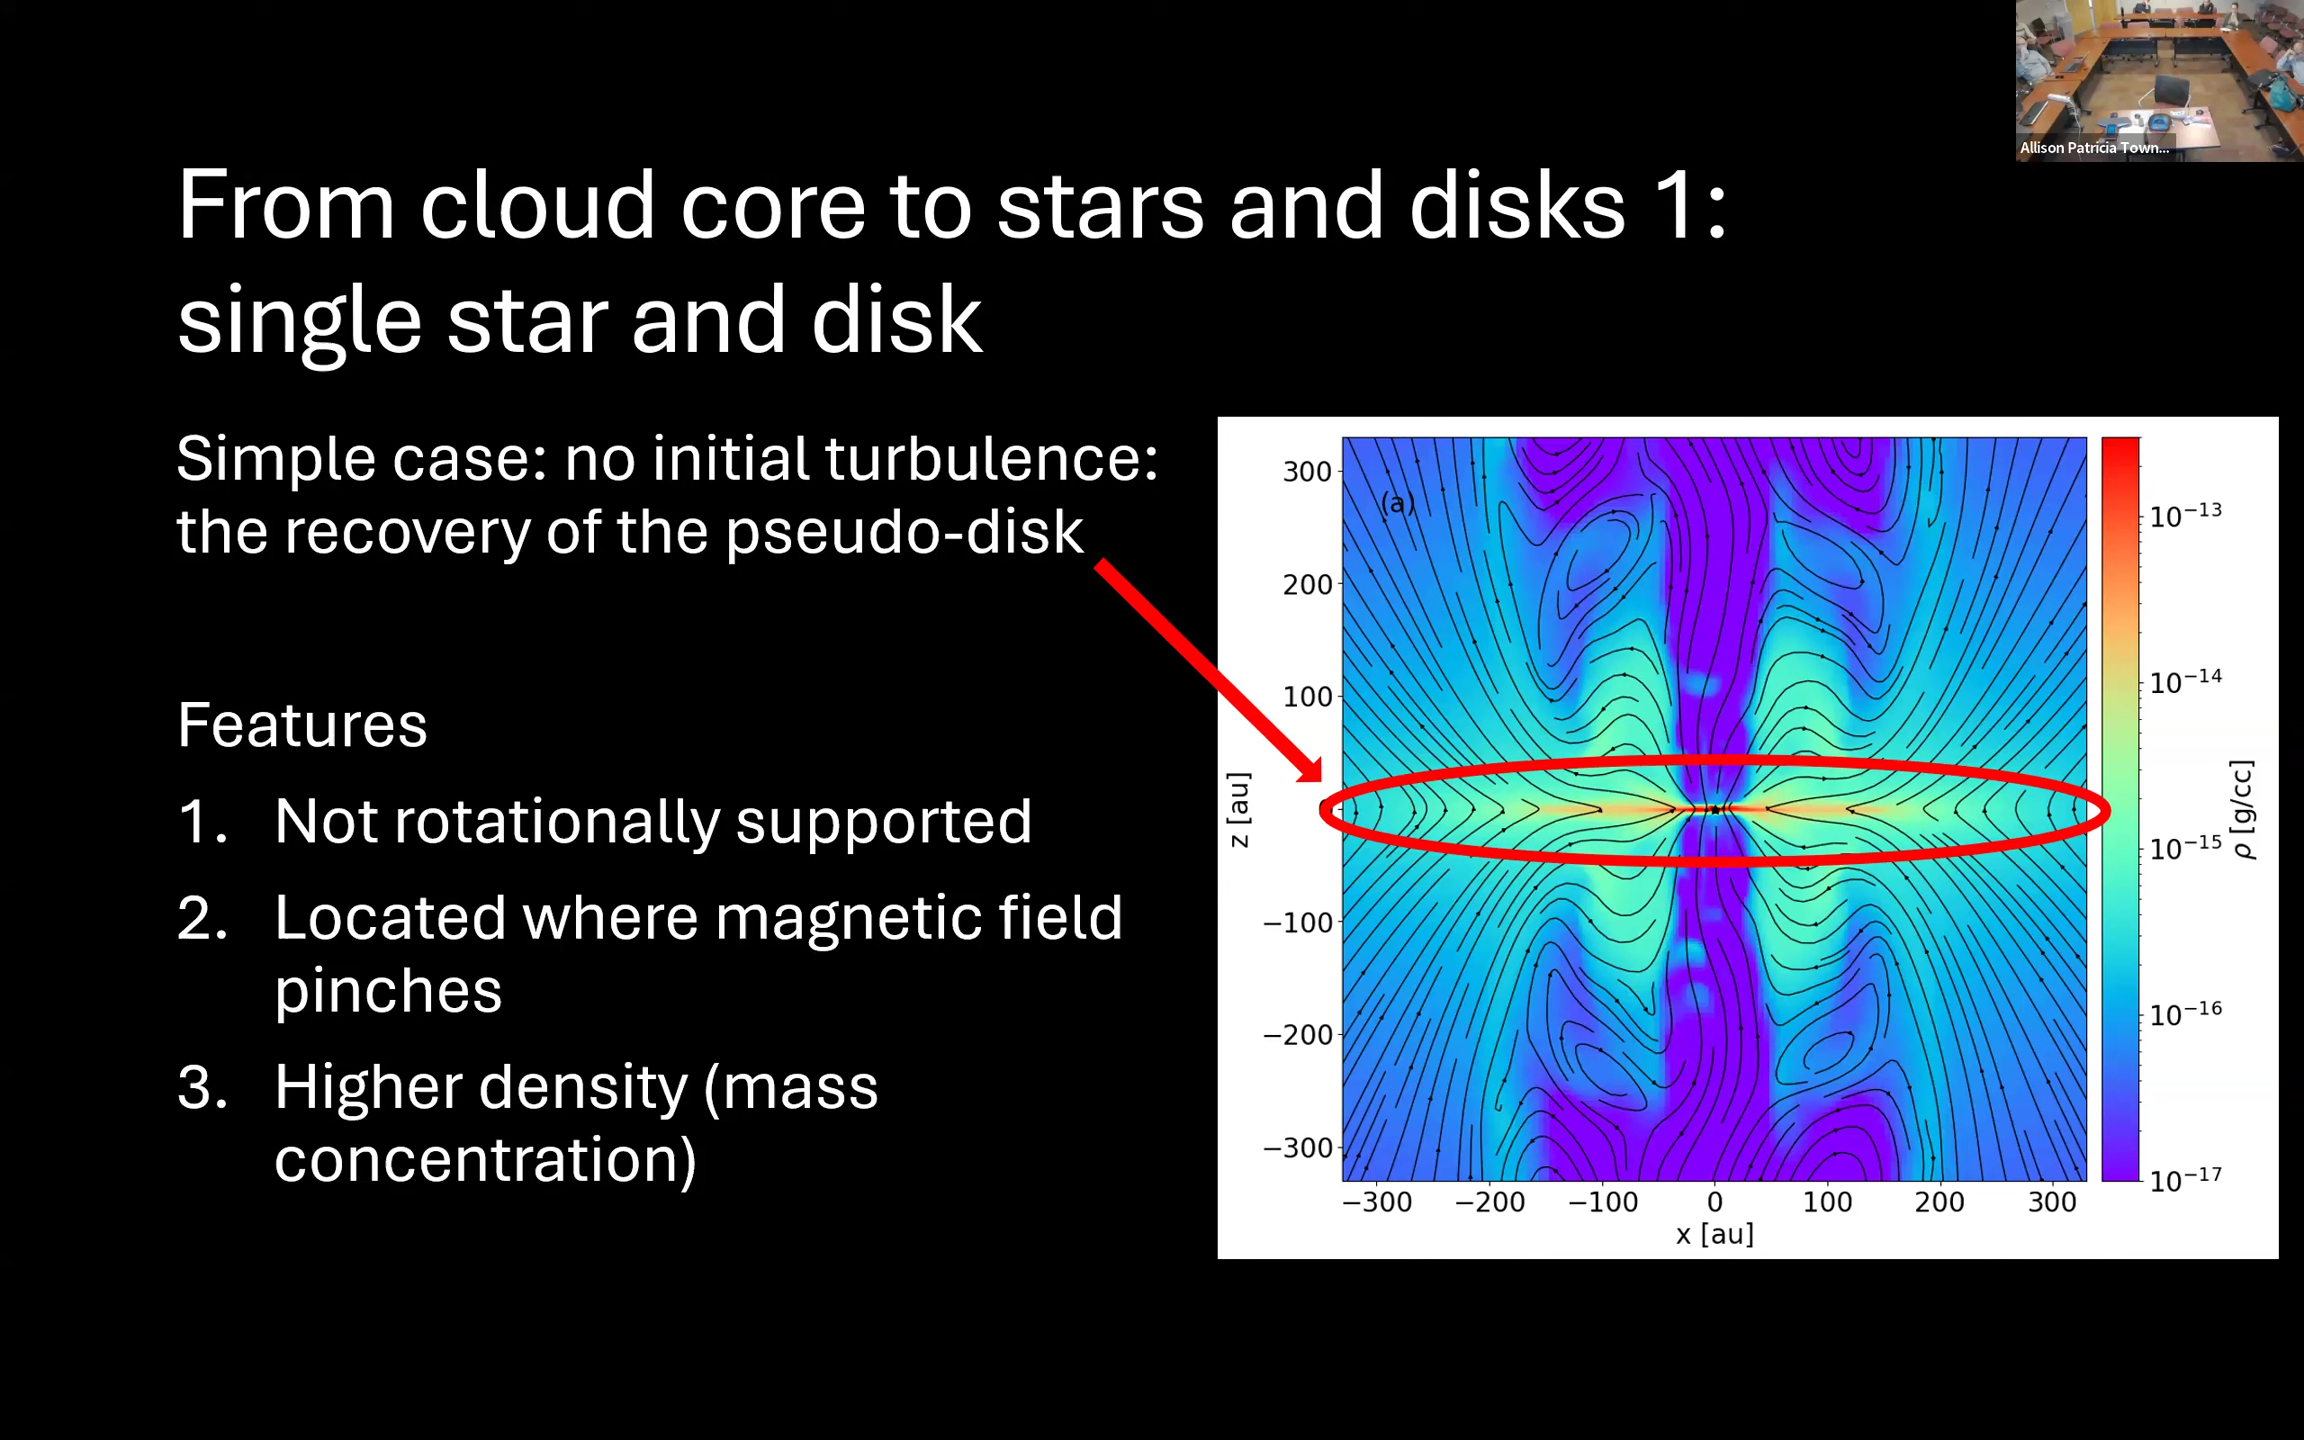 Allison Patricia Town...
From cloud core to stars and disks 1:
single star and disk
Simple case: no initial turbulence:
the recovery of the pseudo-disk
Features
1. Not rotationally supported
2. Located where magnetic field
pinches
3. Higher density (mass
concentration)
(a)
300
200
100
−100
−200
−300
z [au]
−300 −200 −100 0 100 200 300
x [au]
10⁻¹³
10⁻¹⁴
10⁻¹⁵
10⁻¹⁶
10⁻¹⁷
ρ [g/cc]